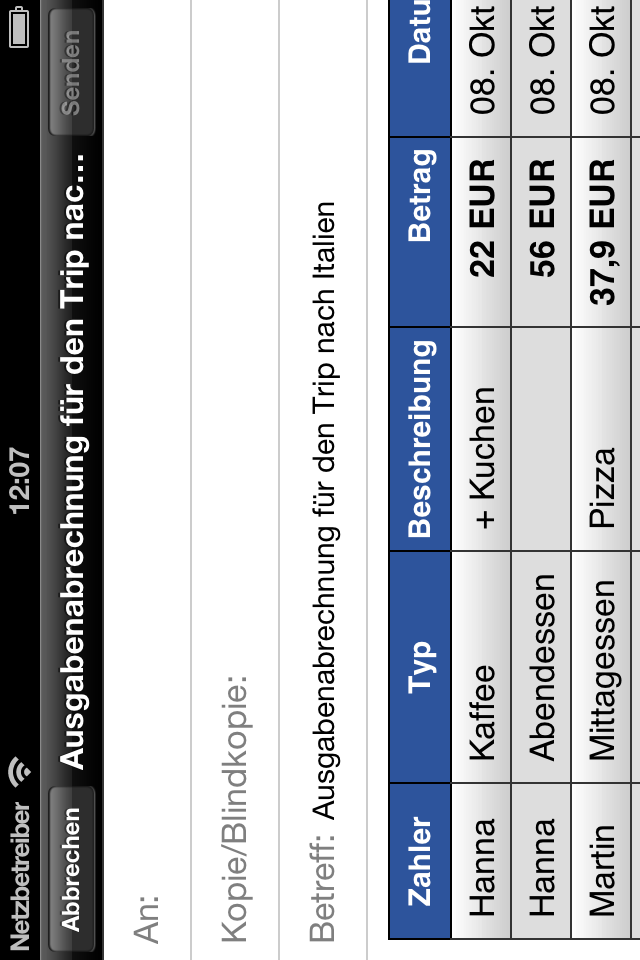 Netzbetreiber 12:07
Abbrechen Ausgabenabrechnung für den Trip nac... Senden
An:
Kopie/Blindkopie:
Betreff: Ausgabenabrechnung für den Trip nach Italien
Zahler Typ Beschreibung Betrag Datu
Hanna Kaffee + Kuchen 22 EUR 08. Okt
Hanna Abendessen 56 EUR 08. Okt
Martin Mittagessen Pizza 37,9 EUR 08. Okt